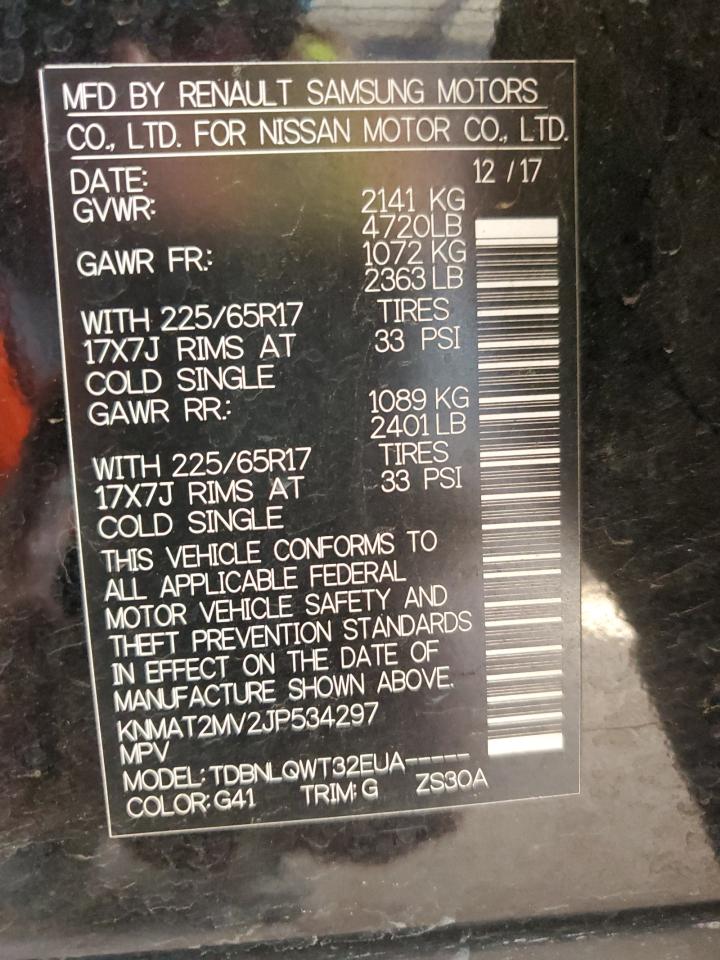 MFD BY RENAULT SAMSUNG MOTORS
CO., LTD. FOR NISSAN MOTOR CO., LTD.
DATE: 12 / 17
GVWR: 2141 KG
4720LB
GAWR FR.: 1072 KG
2363 LB
WITH 225/65R17 TIRES
17X7J RIMS AT 33 PSI
COLD SINGLE
GAWR RR.: 1089 KG
2401 LB
WITH 225/65R17 TIRES
17X7J RIMS AT 33 PSI
COLD SINGLE
THIS VEHICLE CONFORMS TO
ALL APPLICABLE FEDERAL
MOTOR VEHICLE SAFETY AND
THEFT PREVENTION STANDARDS
IN EFFECT ON THE DATE OF
MANUFACTURE SHOWN ABOVE.
KNMAT2MV2JP534297
MPV
MODEL: TDBNLQWT32EUA-----
COLOR: G41 TRIM: G ZS30A